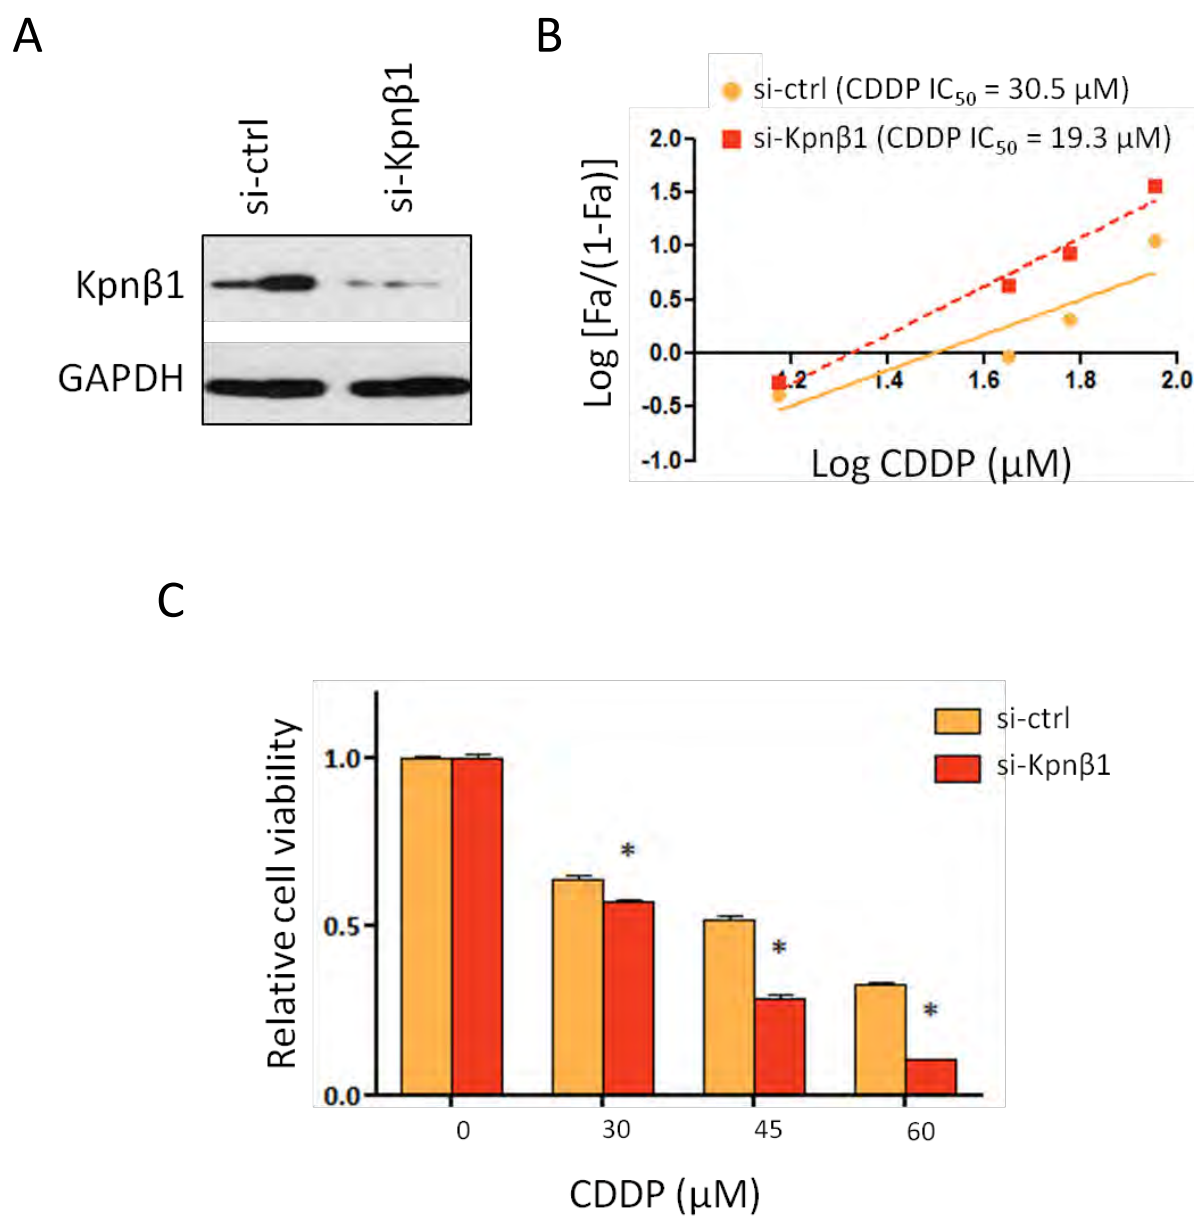 A
si-ctrl
si-Kpnβ1
Kpnβ1
GAPDH
B
si-ctrl (CDDP IC₅₀ = 30.5 μM)
si-Kpnβ1 (CDDP IC₅₀ = 19.3 μM)
Log [Fa/(1-Fa)]
2.0
1.5
1.0
0.5
0.0
-0.5
-1.0
1.4 1.6 1.8 2.0
Log CDDP (μM)
C
si-ctrl
si-Kpnβ1
Relative cell viability
1.0
0.5
0.0
*
*
*
0 30 45 60
CDDP (μM)